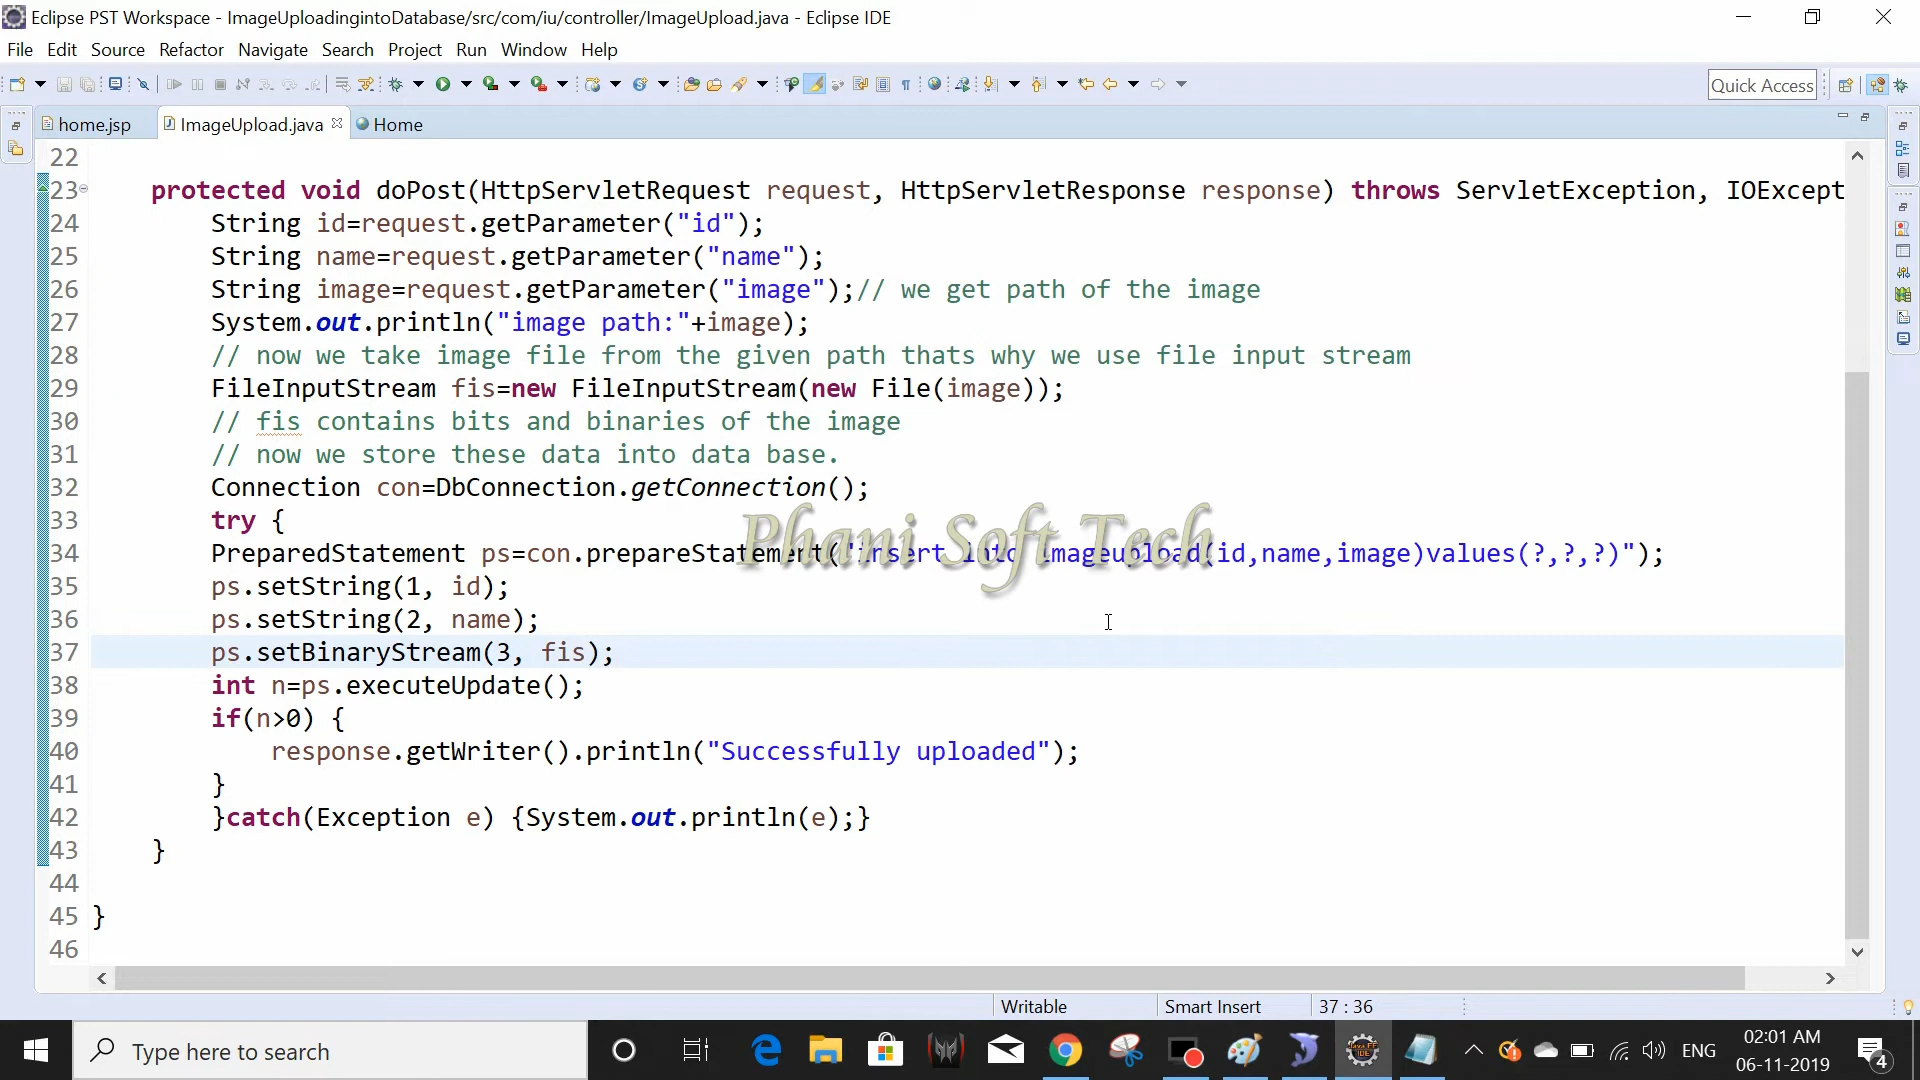 Eclipse PST Workspace - ImageUploadingintoDatabase/src/com/iu/controller/ImageUpload.java - Eclipse IDE
File Edit Source Refactor Navigate Search Project Run Window Help
Quick Access
home.jsp ImageUpload.java Home
22
23 protected void doPost(HttpServletRequest request, HttpServletResponse response) throws ServletException, IOExcept
24 String id=request.getParameter("id");
25 String name=request.getParameter("name");
26 String image=request.getParameter("image");// we get path of the image
27 System.out.println("image path:"+image);
28 // now we take image file from the given path thats why we use file input stream
29 FileInputStream fis=new FileInputStream(new File(image));
30 // fis contains bits and binaries of the image
31 // now we store these data into data base.
32 Connection con=DbConnection.getConnection();
33 try {
Phani Soft Tech
34 PreparedStatement ps=con.prepareStatement("insert into imageupload(id,name,image)values(?,?,?)");
35 ps.setString(1, id);
36 ps.setString(2, name);
37 ps.setBinaryStream(3, fis);
38 int n=ps.executeUpdate();
39 if(n>0) {
40 response.getWriter().println("Successfully uploaded");
41 }
42 }catch(Exception e) {System.out.println(e);}
43 }
44
45 }
46
Writable Smart Insert 37 : 36
Type here to search
ENG
02:01 AM
06-11-2019
4